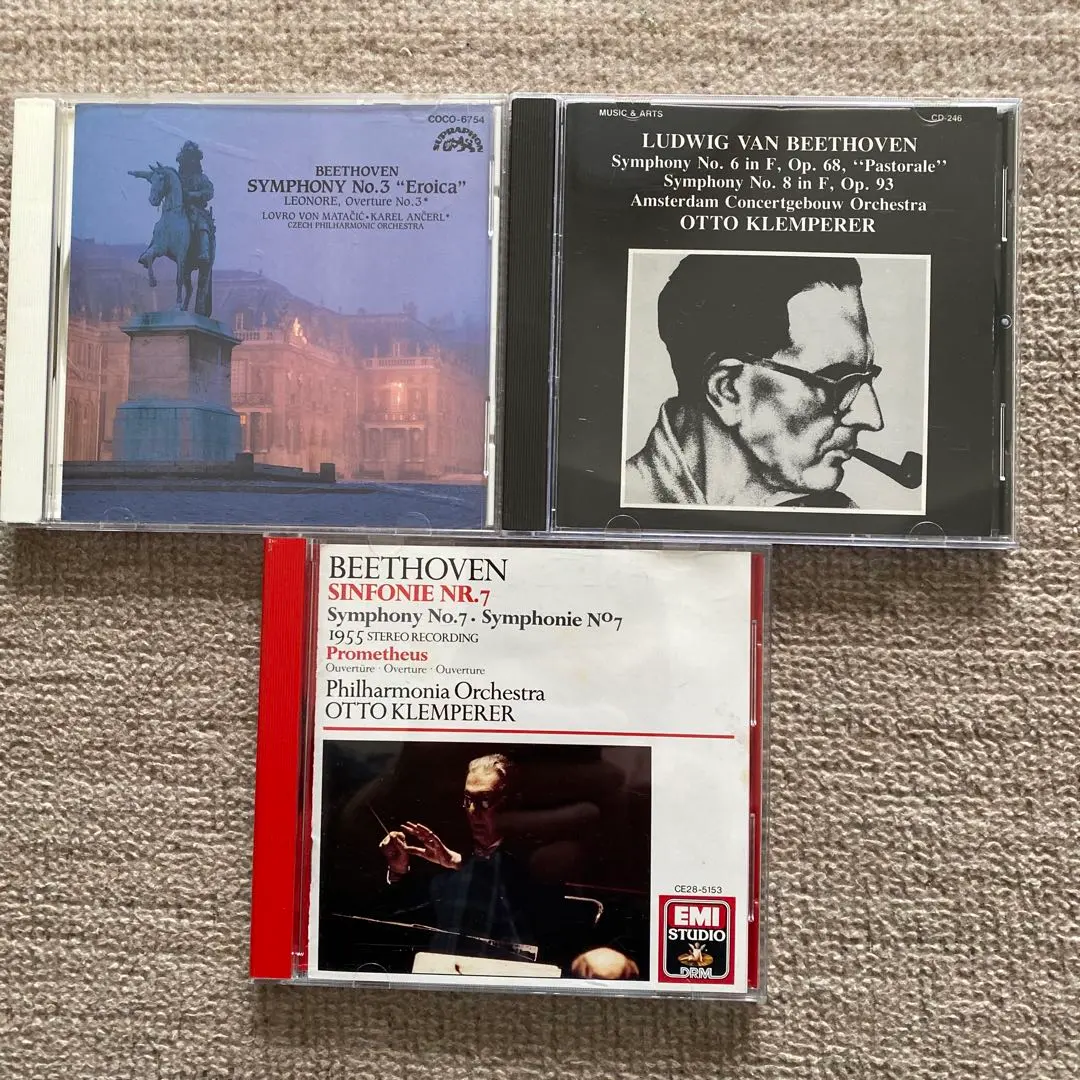 COCO-6754
SUPRAPHON
BEETHOVEN
SYMPHONY No.3 “Eroica”
LEONORE, Overture No.3*
LOVRO VON MATAČIĆ • KAREL ANČERL*
CZECH PHILHARMONIC ORCHESTRA
MUSIC & ARTS
CD-246
LUDWIG VAN BEETHOVEN
Symphony No. 6 in F, Op. 68, “Pastorale”
Symphony No. 8 in F, Op. 93
Amsterdam Concertgebouw Orchestra
OTTO KLEMPERER
BEETHOVEN
SINFONIE NR.7
Symphony No.7 · Symphonie Nº7
1955 STEREO RECORDING
Prometheus
Ouvertüre · Overture · Ouverture
Philharmonia Orchestra
OTTO KLEMPERER
CE28-5153
EMI
STUDIO
DRM